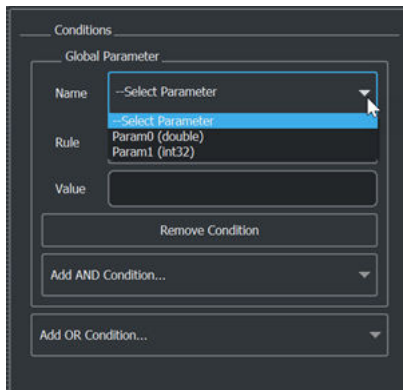 Conditions
Global Parameter
Name
--Select Parameter
--Select Parameter
Param0 (double)
Rule
Param1 (int32)
Value
Remove Condition
Add AND Condition...
Add OR Condition...